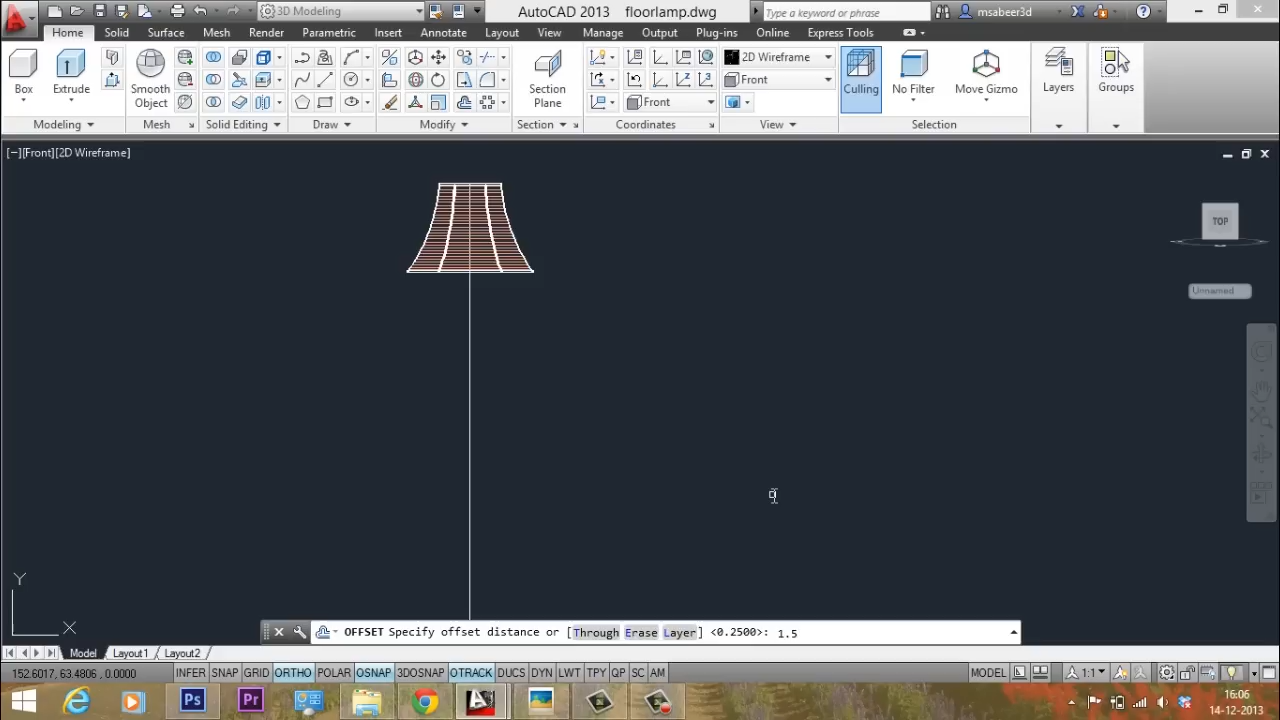 3D Modeling
AutoCAD 2013 floorlamp.dwg
Type a keyword or phrase
msabeer3d
Home Solid Surface Mesh Render Parametric Insert Annotate Layout View Manage Output Plug-ins Online Express Tools
Box
Extrude
Smooth Object
Section Plane
Front
2D Wireframe
Front
Culling
No Filter
Move Gizmo
Layers
Groups
Modeling Mesh Solid Editing Draw Modify Section Coordinates View Selection
[−][Front][2D Wireframe]
TOP
Unnamed
Y
X
OFFSET Specify offset distance or [Through Erase Layer] <0.2500>: 1.5
Model Layout1 Layout2
152.6017, 63.4806, 0.0000
INFER SNAP GRID ORTHO POLAR OSNAP 3DOSNAP OTRACK DUCS DYN LWT TPY QP SC AM
MODEL
1:1
Ps
Pr
16:06
14-12-2013